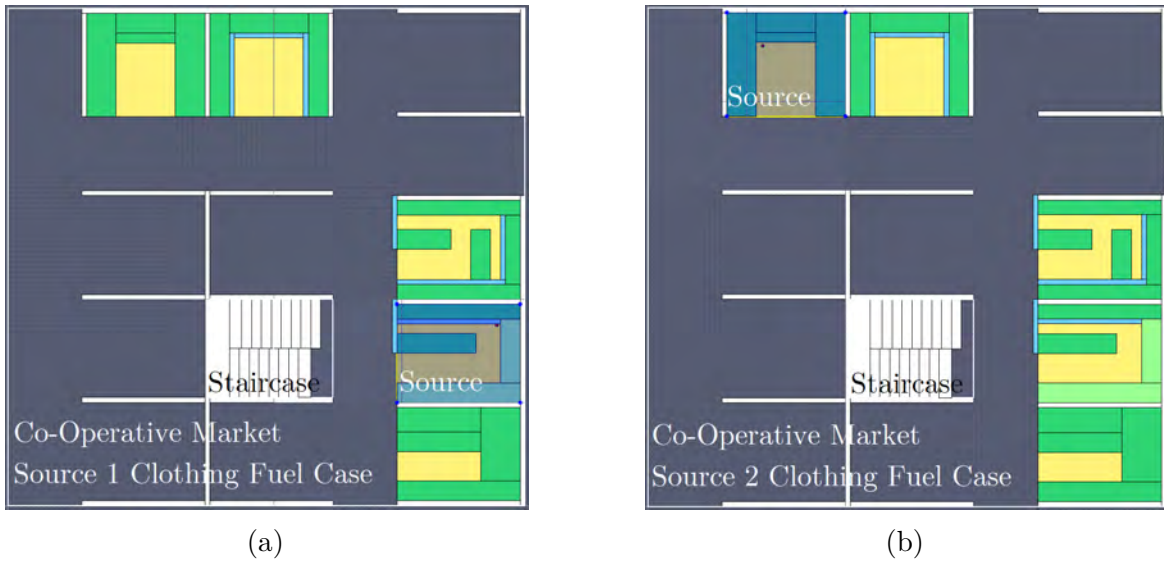 Staircase
Source
Co-Operative Market
Source 1 Clothing Fuel Case
(a)
Source
Staircase
Co-Operative Market
Source 2 Clothing Fuel Case
(b)